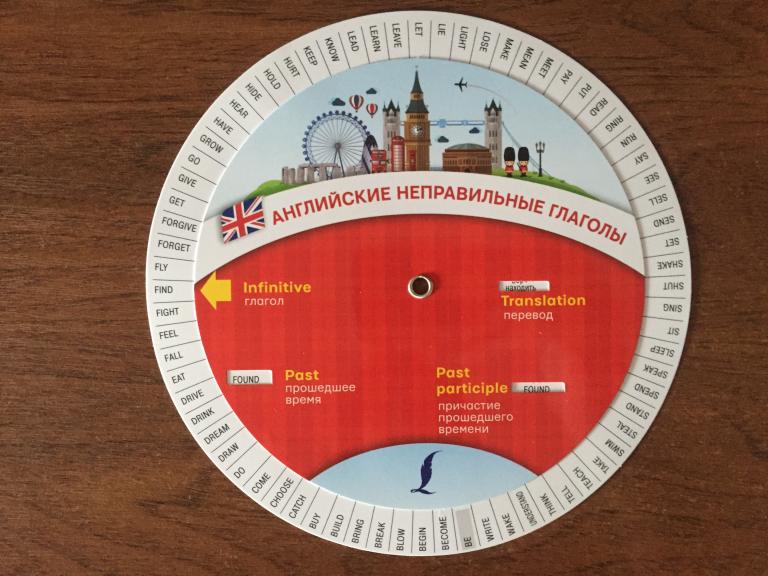 АНГЛИЙСКИЕ НЕПРАВИЛЬНЫЕ ГЛАГОЛЫ
Infinitive
глагол
находить
Translation
перевод
FOUND
Past
прошедшее
время
Past
participle
FOUND
причастие
прошедшего
времени
BE
BECOME
BEGIN
BLOW
BREAK
BRING
BUILD
BUY
CATCH
CHOOSE
COME
DO
DRAW
DREAM
DRINK
DRIVE
EAT
FALL
FEEL
FIGHT
FIND
FLY
FORGET
FORGIVE
GET
GIVE
GO
GROW
HAVE
HEAR
HIDE
HOLD
HURT
KEEP
KNOW
LEAD
LEARN
LEAVE
LET
LIE
LIGHT
LOSE
MAKE
MEAN
MEET
PAY
PUT
READ
RING
RUN
SAY
SEE
SELL
SEND
SET
SHAKE
SHUT
SING
SIT
SLEEP
SPEAK
SPEND
STAND
STEAL
SWIM
TAKE
TEACH
TELL
THINK
UNDERSTAND
WAKE
WRITE